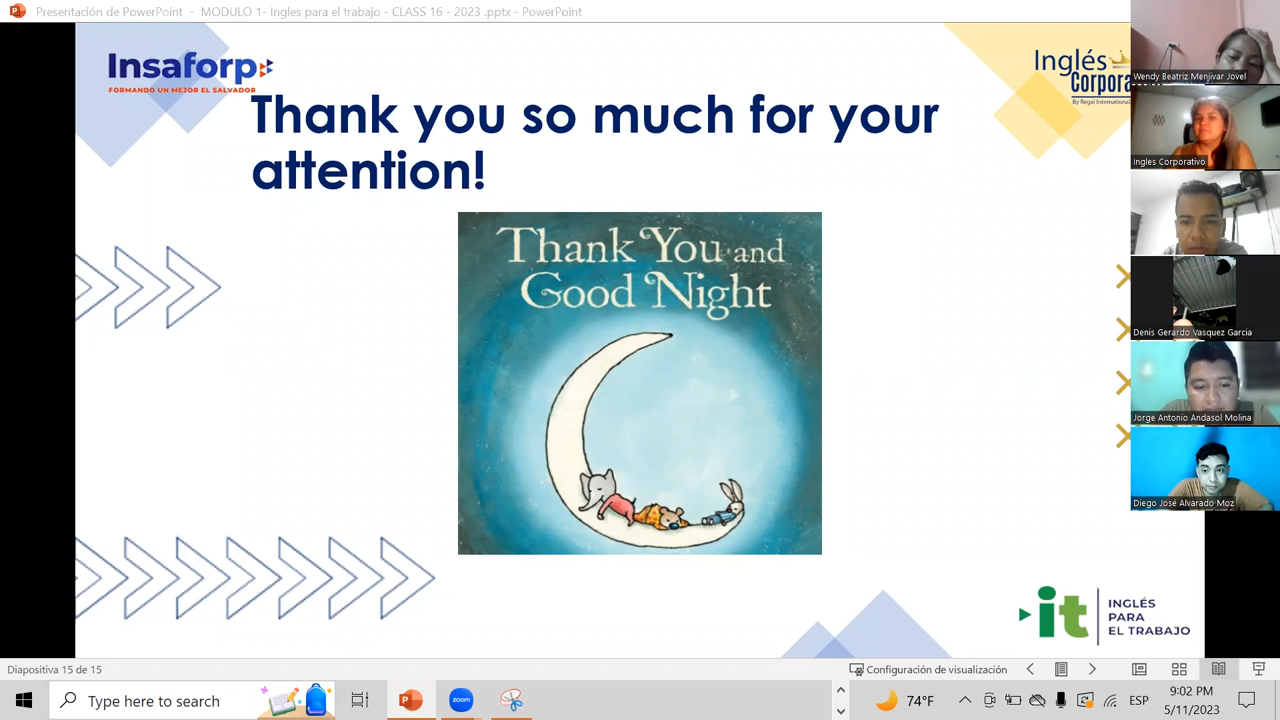 Presentación de PowerPoint - MODULO 1- Ingles para el trabajo - CLASS 16 - 2023 .pptx - PowerPoint
Insaforp
FORMANDO UN MEJOR EL SALVADOR
Inglés
Corpora
By Regal International
Thank you so much for your
attention!
Thank You and
Good Night
Wendy Beatriz Menjivar Jovel
Ingles Corporativo
Denis Gerardo Vasquez Garcia
Jorge Antonio Andasol Molina
Diego José Alvarado Moz
it
INGLÉS
PARA
EL TRABAJO
Diapositiva 15 de 15
Configuración de visualización
Type here to search
zoom
74°F
ESP
9:02 PM
5/11/2023